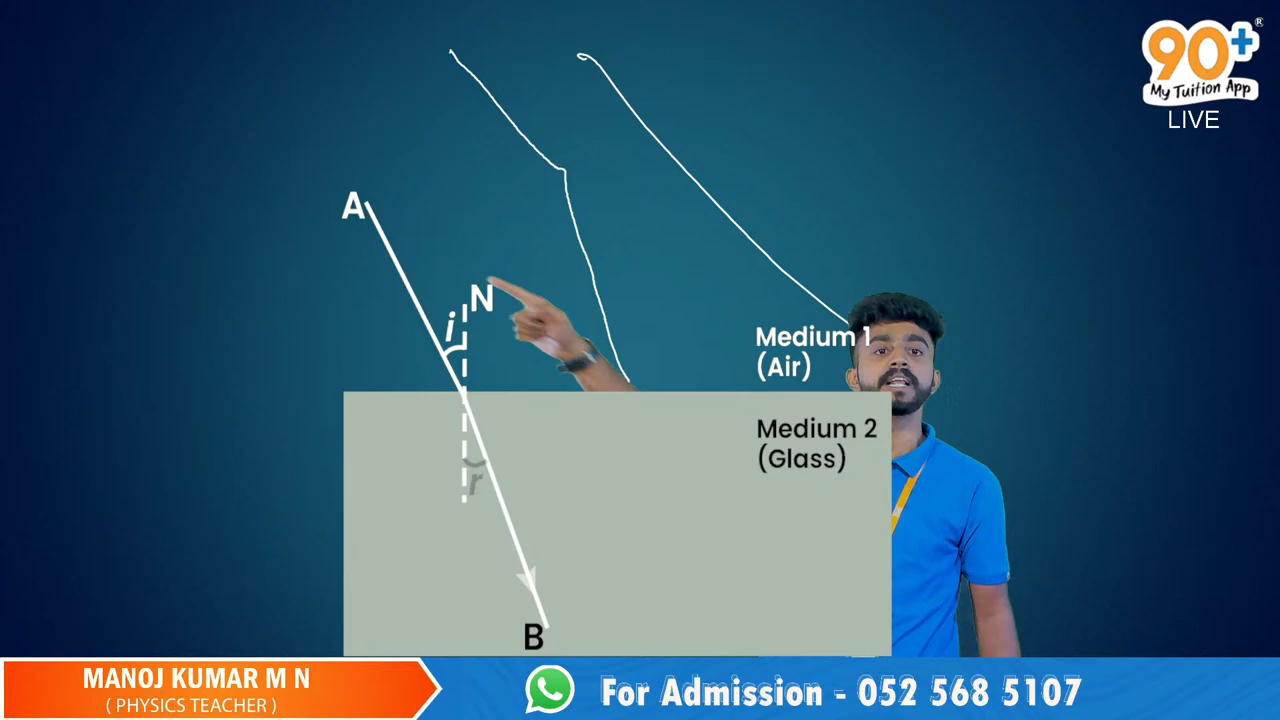 90+
®
My Tuition App
LIVE
A
N
i
Medium 1
(Air)
Medium 2
(Glass)
r
B
MANOJ KUMAR M N
( PHYSICS TEACHER )
For Admission - 052 568 5107